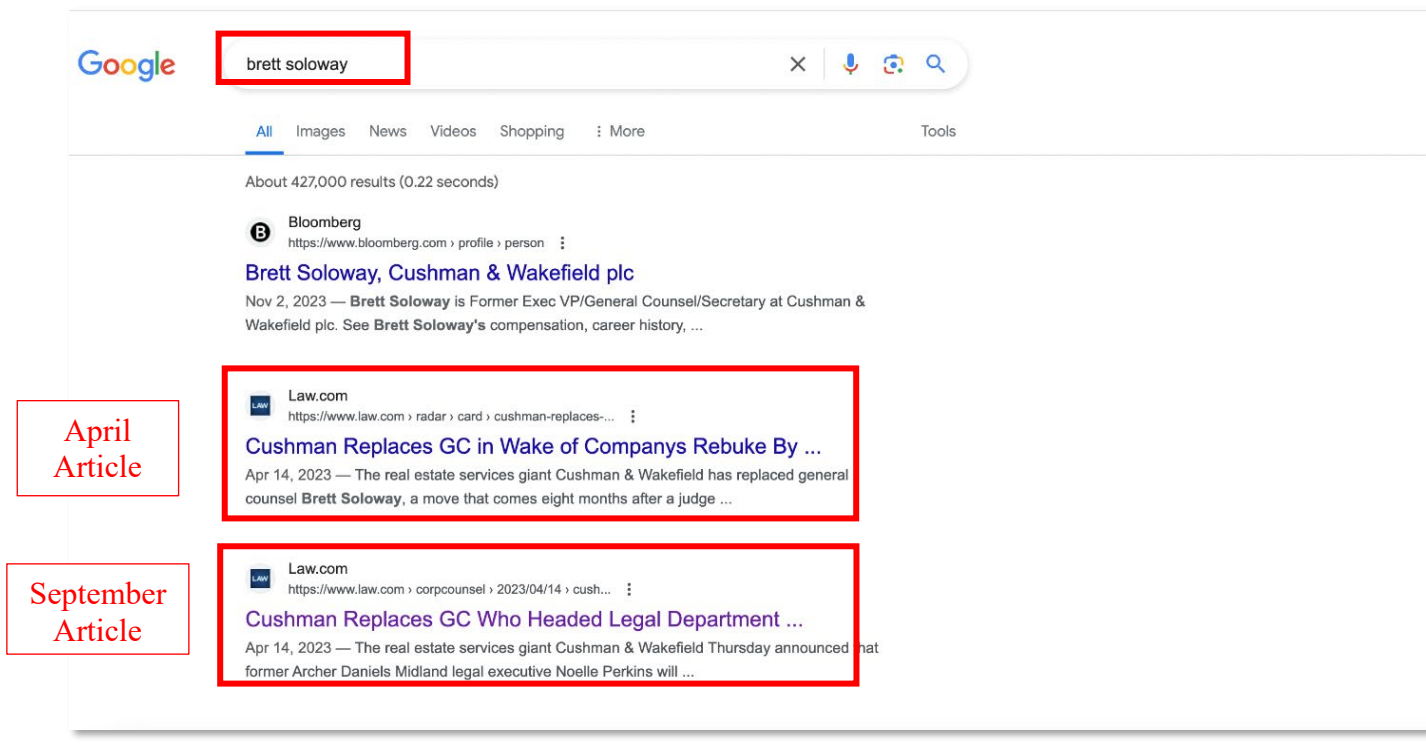 Google
brett soloway
All Images News Videos Shopping More Tools
About 427,000 results (0.22 seconds)
Bloomberg
https://www.bloomberg.com › profile › person
Brett Soloway, Cushman & Wakefield plc
Nov 2, 2023 — Brett Soloway is Former Exec VP/General Counsel/Secretary at Cushman &
Wakefield plc. See Brett Soloway's compensation, career history, ...
April
Article
LAW
Law.com
https://www.law.com › radar › card › cushman-replaces-...
Cushman Replaces GC in Wake of Companys Rebuke By ...
Apr 14, 2023 — The real estate services giant Cushman & Wakefield has replaced general
counsel Brett Soloway, a move that comes eight months after a judge ...
September
Article
LAW
Law.com
https://www.law.com › corpcounsel › 2023/04/14 › cush...
Cushman Replaces GC Who Headed Legal Department ...
Apr 14, 2023 — The real estate services giant Cushman & Wakefield Thursday announced that
former Archer Daniels Midland legal executive Noelle Perkins will ...